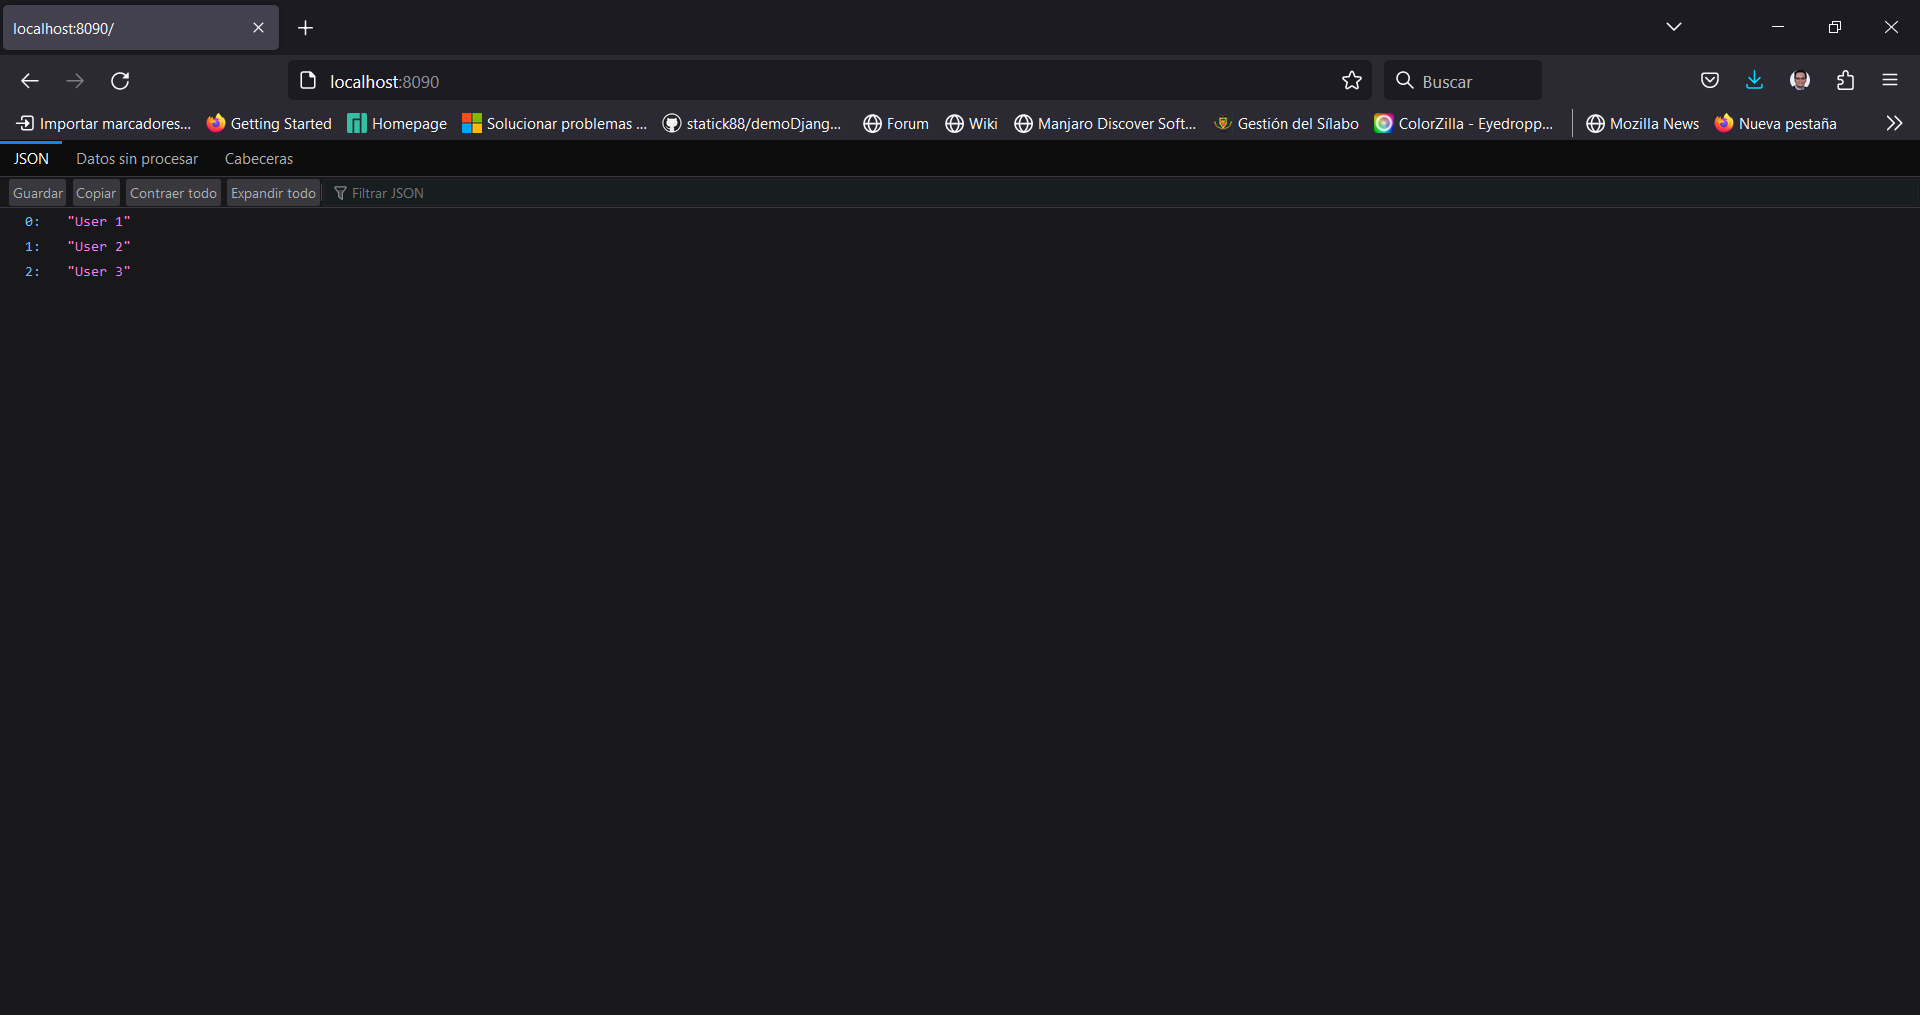 localhost:8090/
localhost:8090
Buscar
Importar marcadores... Getting Started Homepage Solucionar problemas ... statick88/demoDjang... Forum Wiki Manjaro Discover Soft... Gestión del Sílabo ColorZilla - Eyedropp... Mozilla News Nueva pestaña
JSON Datos sin procesar Cabeceras
Guardar Copiar Contraer todo Expandir todo Filtrar JSON
0: "User 1"
1: "User 2"
2: "User 3"